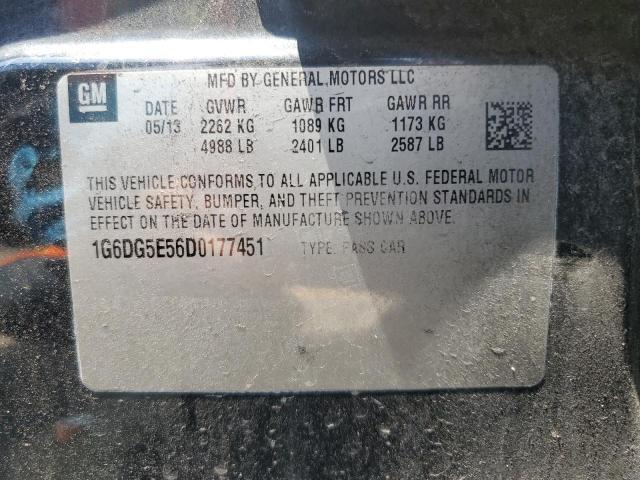 GM
MFD BY GENERAL MOTORS LLC
DATE GVWR GAWR FRT GAWR RR
05/13 2262 KG 1089 KG 1173 KG
4988 LB 2401 LB 2587 LB
THIS VEHICLE CONFORMS TO ALL APPLICABLE U.S. FEDERAL MOTOR
VEHICLE SAFETY, BUMPER, AND THEFT PREVENTION STANDARDS IN
EFFECT ON THE DATE OF MANUFACTURE SHOWN ABOVE.
1G6DG5E56D0177451 TYPE: PASS CAR